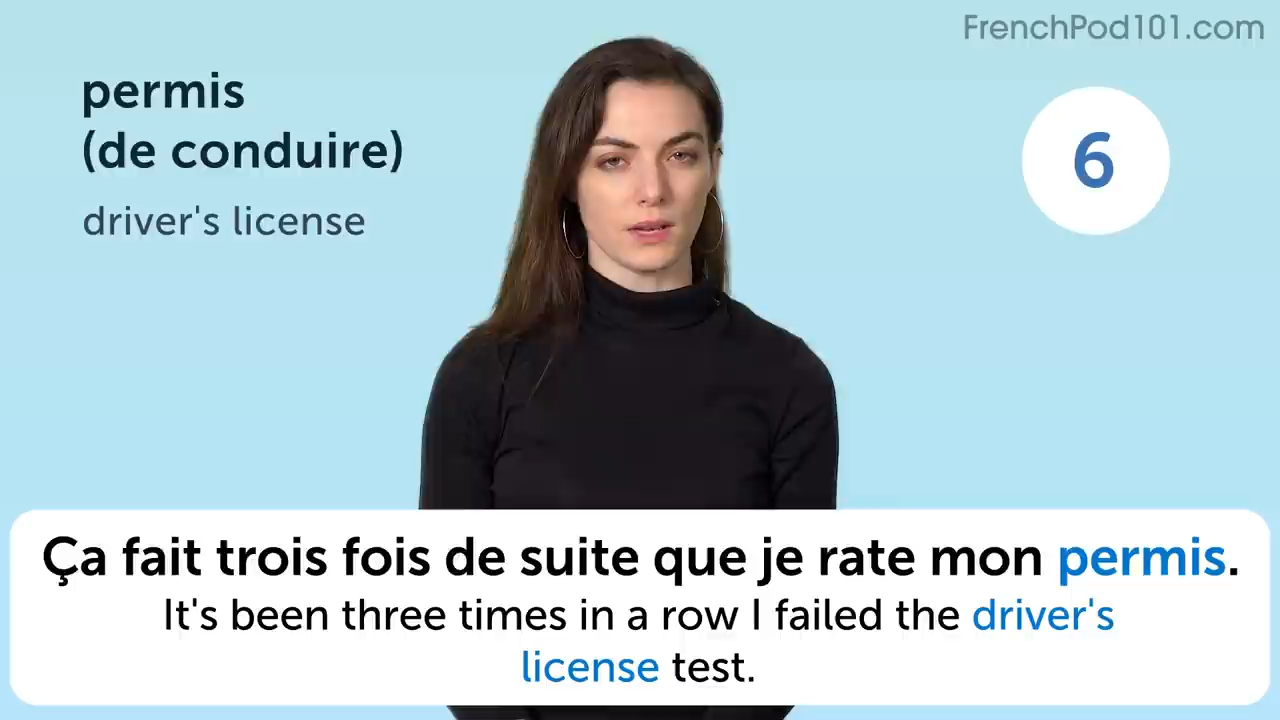 FrenchPod101.com
permis
(de conduire)
driver's license
6
Ça fait trois fois de suite que je rate mon permis.
It's been three times in a row I failed the driver's
license test.